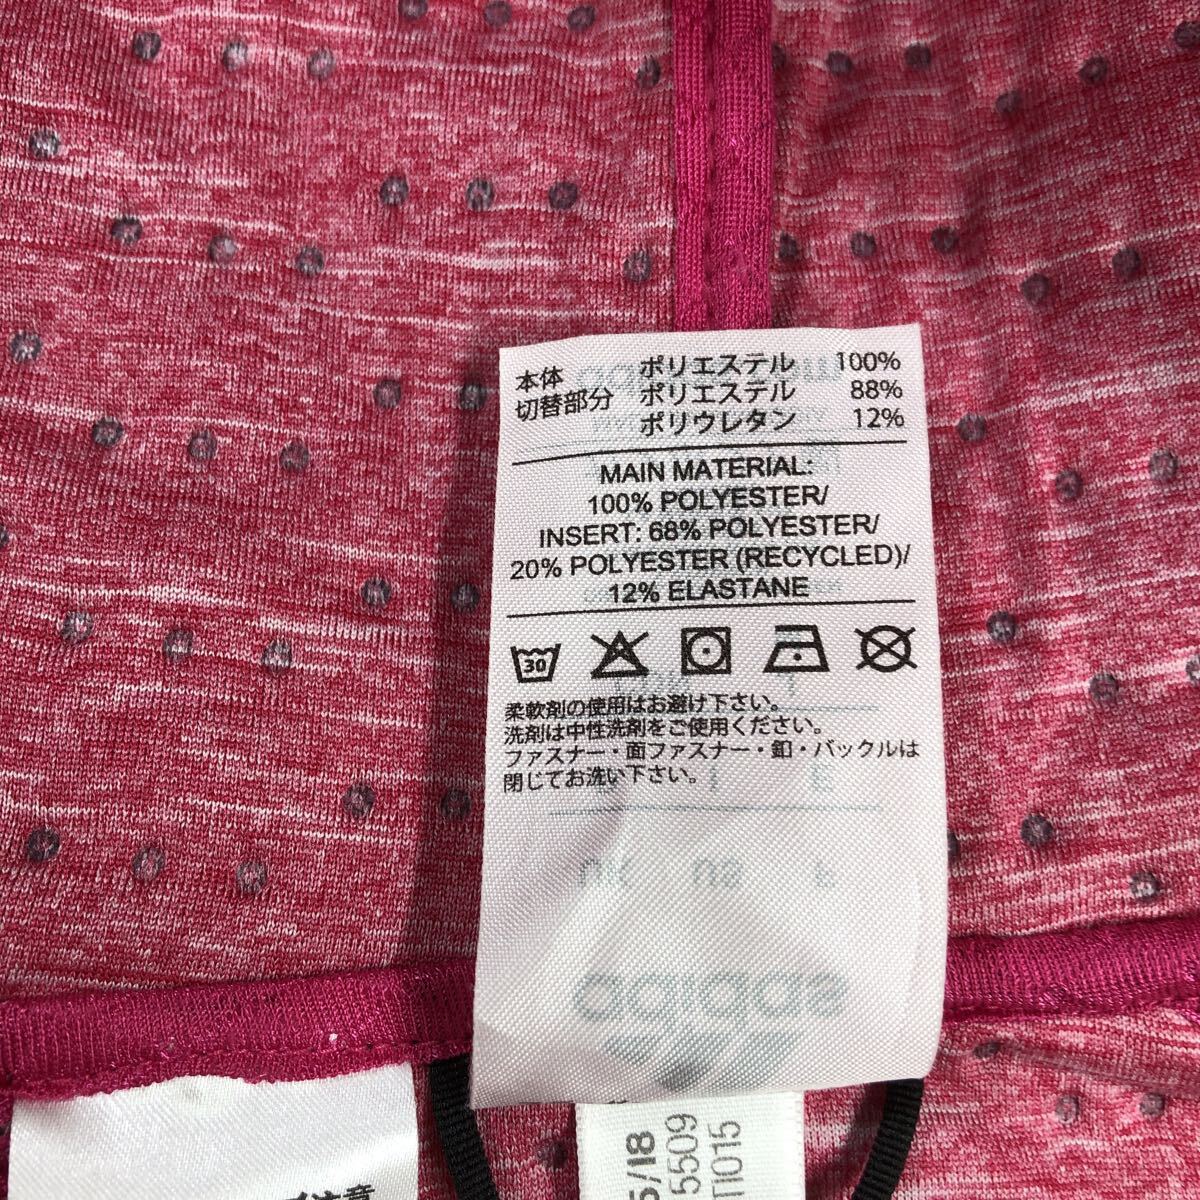 本体 ポリエステル 100%
切替部分 ポリエステル 88%
ポリウレタン 12%
MAIN MATERIAL:
100% POLYESTER/
INSERT: 68% POLYESTER/
20% POLYESTER (RECYCLED)/
12% ELASTANE
30
柔軟剤の使用はお避け下さい。
洗剤は中性洗剤をご使用ください。
ファスナー・面ファスナー・釦・バックルは
閉じてお洗い下さい。
adidas
5/18
5509
TI015
注意